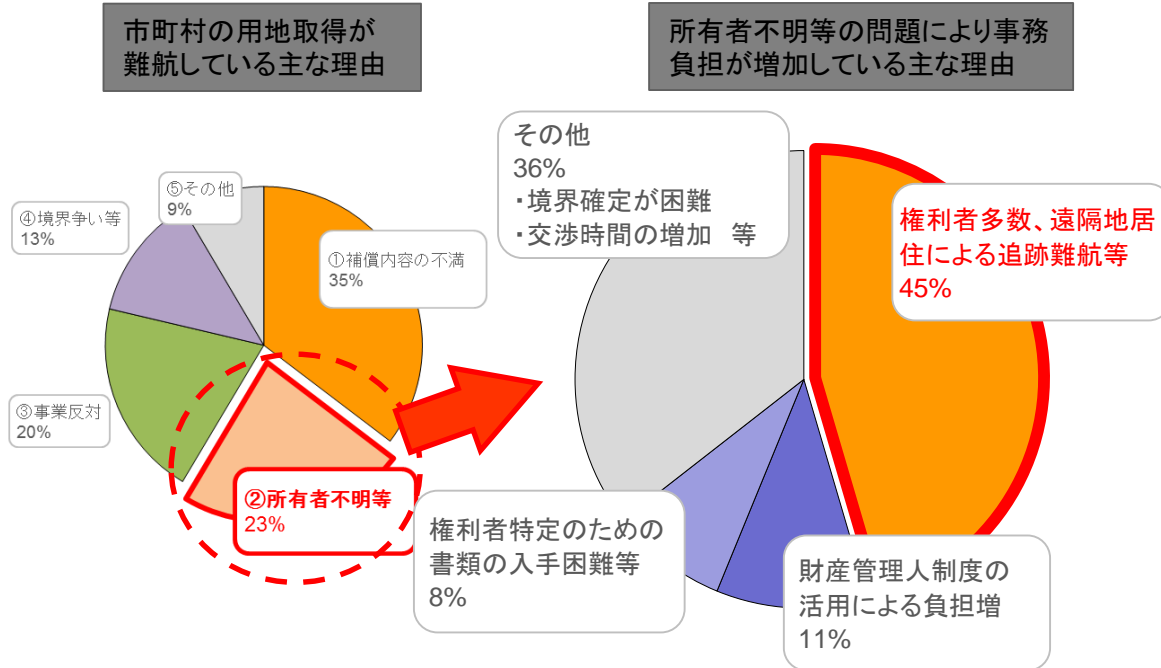 市町村の用地取得が
難航している主な理由
⑤その他
9%
④境界争い等
13%
①補償内容の不満
35%
③事業反対
20%
②所有者不明等
23%
所有者不明等の問題により事務
負担が増加している主な理由
その他
36%
・境界確定が困難
・交渉時間の増加　等
権利者多数、遠隔地居
住による追跡難航等
45%
権利者特定のための
書類の入手困難等
8%
財産管理人制度の
活用による負担増
11%